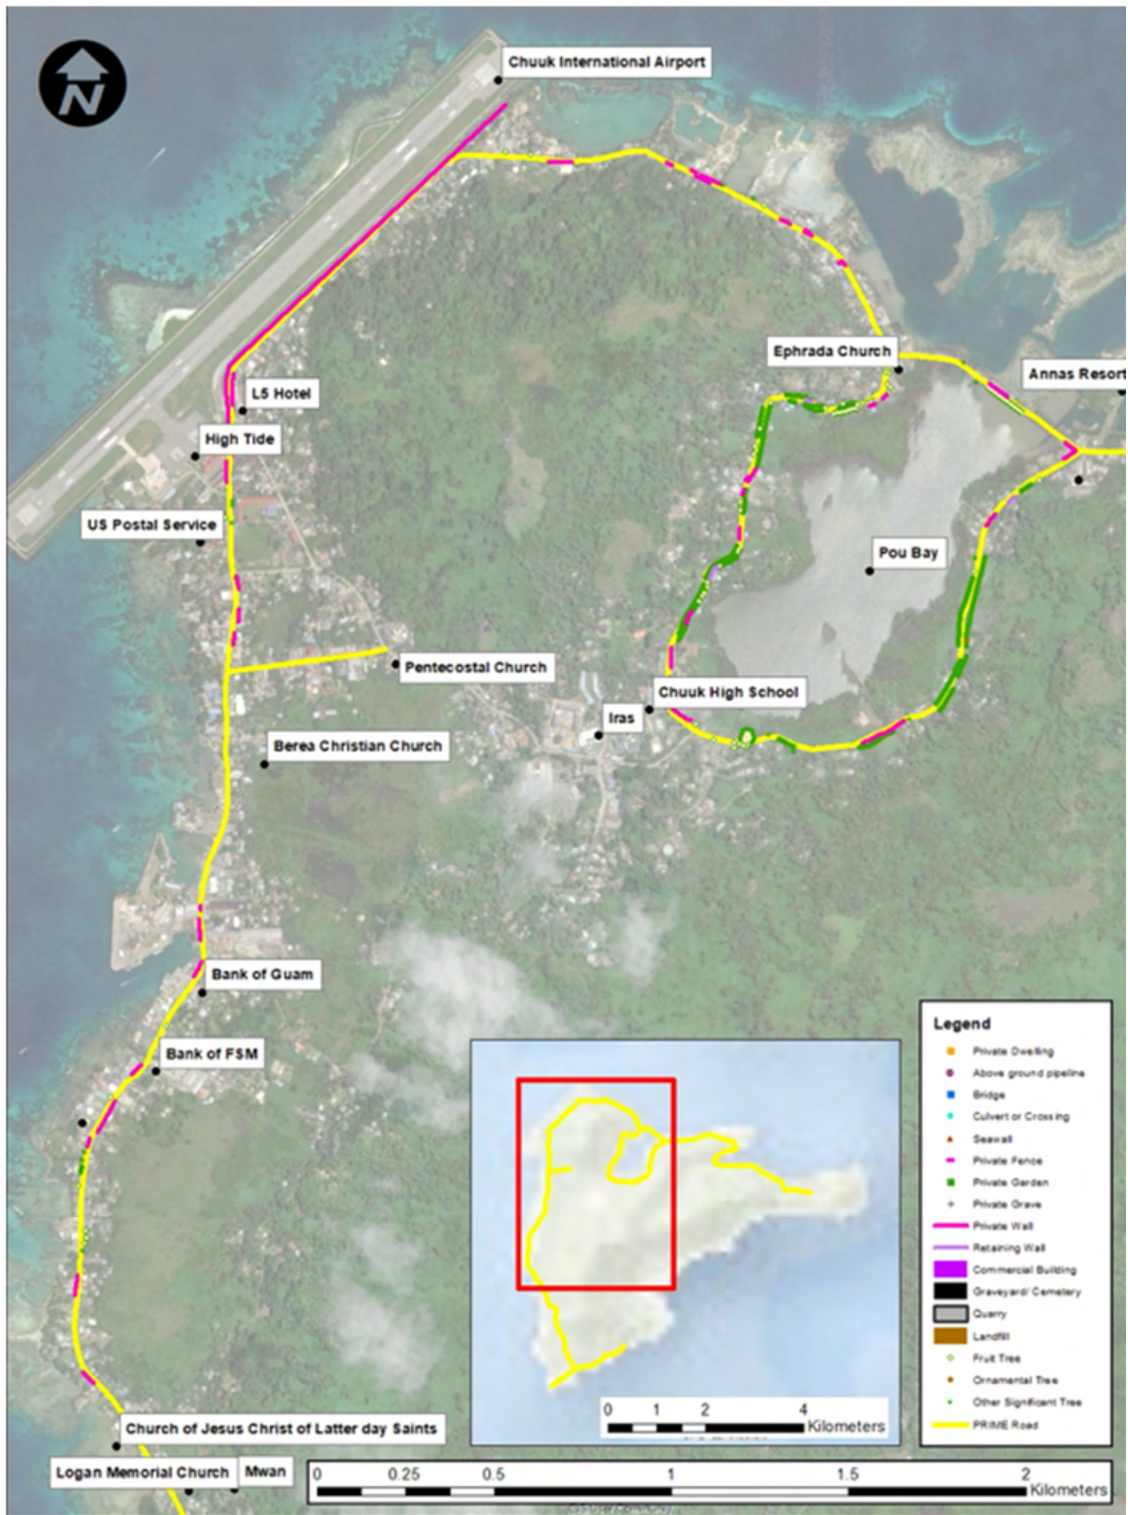 N
Chuuk International Airport
Ephrada Church
Annas Resort
L5 Hotel
High Tide
US Postal Service
Pou Bay
Pentecostal Church
Chuuk High School
Iras
Berea Christian Church
Bank of Guam
Bank of FSM
Church of Jesus Christ of Latter day Saints
Logan Memorial Church
Mwan
Legend
Private Dwelling
Above ground pipeline
Bridge
Culvert or Crossing
Seawall
Private Fence
Private Garden
Private Grave
Private Wall
Retaining Wall
Commercial Building
Graveyard/ Cemetery
Quarry
Landfill
Fruit Tree
Ornamental Tree
Other Significant Tree
PRIME Road
0 1 2 4
Kilometers
0 0.25 0.5 1 1.5 2
Kilometers